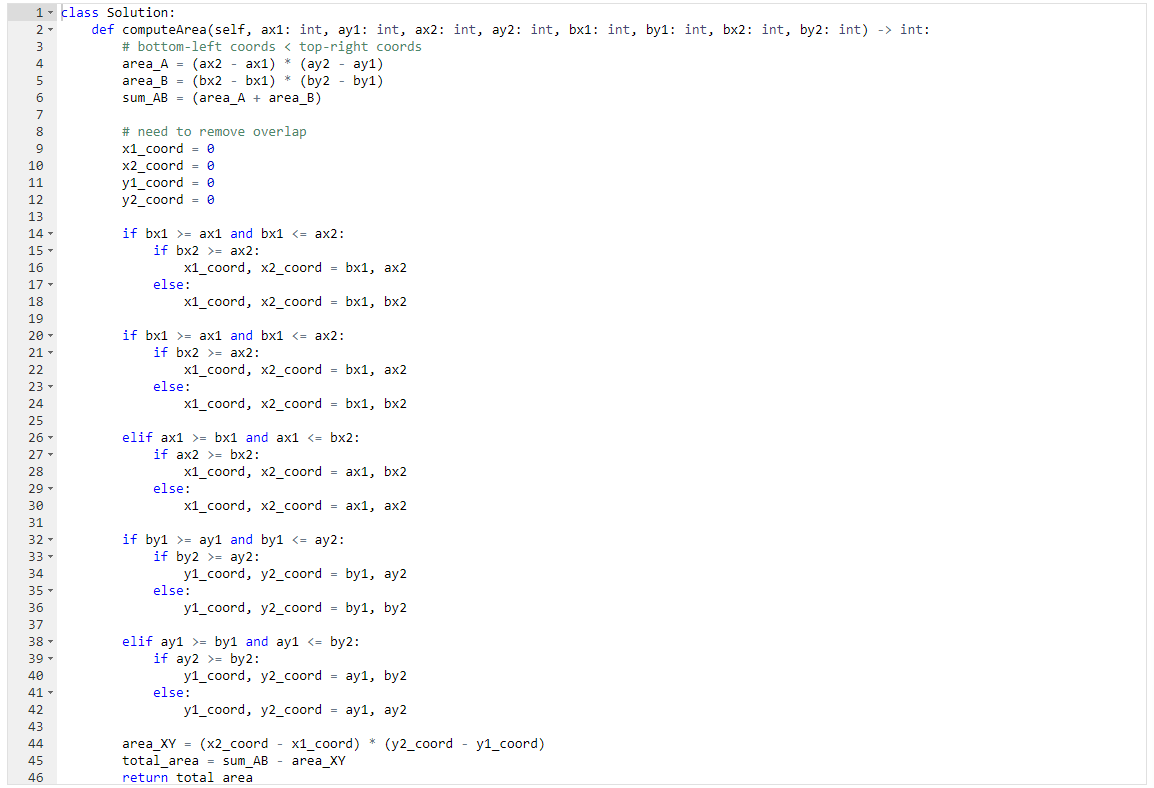 1 class Solution:
2 def computeArea(self, ax1: int, ay1: int, ax2: int, ay2: int, bx1: int, by1: int, bx2: int, by2: int) -> int:
3 # bottom-left coords < top-right coords
4 area_A = (ax2 - ax1) * (ay2 - ay1)
5 area_B = (bx2 - bx1) * (by2 - by1)
6 sum_AB = (area_A + area_B)
7
8 # need to remove overlap
9 x1_coord = 0
10 x2_coord = 0
11 y1_coord = 0
12 y2_coord = 0
13
14 if bx1 >= ax1 and bx1 <= ax2:
15 if bx2 >= ax2:
16 x1_coord, x2_coord = bx1, ax2
17 else:
18 x1_coord, x2_coord = bx1, bx2
19
20 if bx1 >= ax1 and bx1 <= ax2:
21 if bx2 >= ax2:
22 x1_coord, x2_coord = bx1, ax2
23 else:
24 x1_coord, x2_coord = bx1, bx2
25
26 elif ax1 >= bx1 and ax1 <= bx2:
27 if ax2 >= bx2:
28 x1_coord, x2_coord = ax1, bx2
29 else:
30 x1_coord, x2_coord = ax1, ax2
31
32 if by1 >= ay1 and by1 <= ay2:
33 if by2 >= ay2:
34 y1_coord, y2_coord = by1, ay2
35 else:
36 y1_coord, y2_coord = by1, by2
37
38 elif ay1 >= by1 and ay1 <= by2:
39 if ay2 >= by2:
40 y1_coord, y2_coord = ay1, by2
41 else:
42 y1_coord, y2_coord = ay1, ay2
43
44 area_XY = (x2_coord - x1_coord) * (y2_coord - y1_coord)
45 total_area = sum_AB - area_XY
46 return total_area